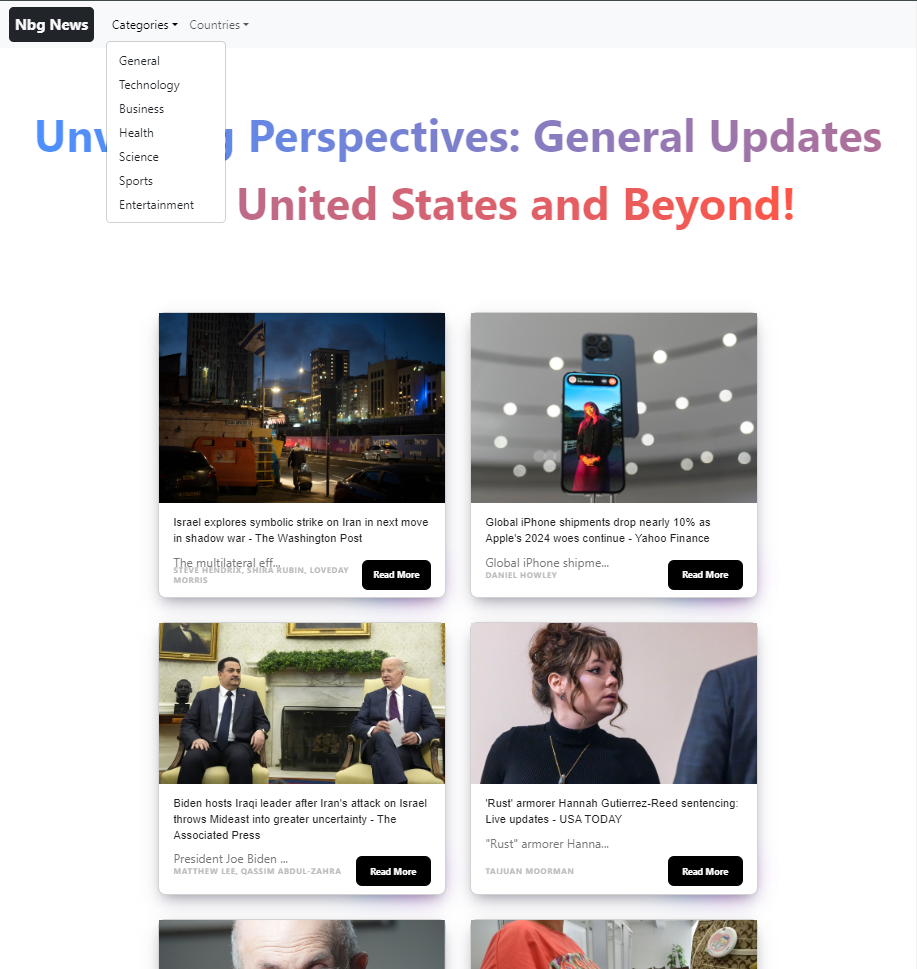 Nbg News
Categories
Countries
General
Technology
Business
Health
Science
Sports
Entertainment
Perspectives: General Updates
United States and Beyond!
Israel explores symbolic strike on Iran in next move
in shadow war - The Washington Post
The multilateral eff...
STEVE HENDRIX, SHIRA RUBIN, LOVEDAY
MORRIS
Read More
Global iPhone shipments drop nearly 10% as
Apple's 2024 woes continue - Yahoo Finance
Global iPhone shipme...
DANIEL HOWLEY
Read More
Biden hosts Iraqi leader after Iran's attack on Israel
throws Mideast into greater uncertainty - The
Associated Press
President Joe Biden ...
MATTHEW LEE, QASSIM ABDUL-ZAHRA
Read More
'Rust' armorer Hannah Gutierrez-Reed sentencing:
Live updates - USA TODAY
"Rust" armorer Hanna...
TAIJUAN MOORMAN
Read More